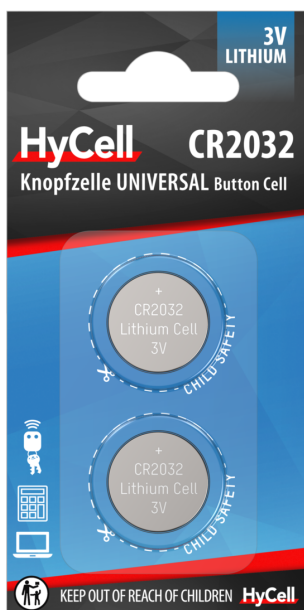 3V
LITHIUM
HyCell
CR2032
Knopfzelle UNIVERSAL Button Cell
+
CR2032
Lithium Cell
3V
CHILD SAFETY
+
CR2032
Lithium Cell
3V
CHILD SAFETY
KEEP OUT OF REACH OF CHILDREN HyCell